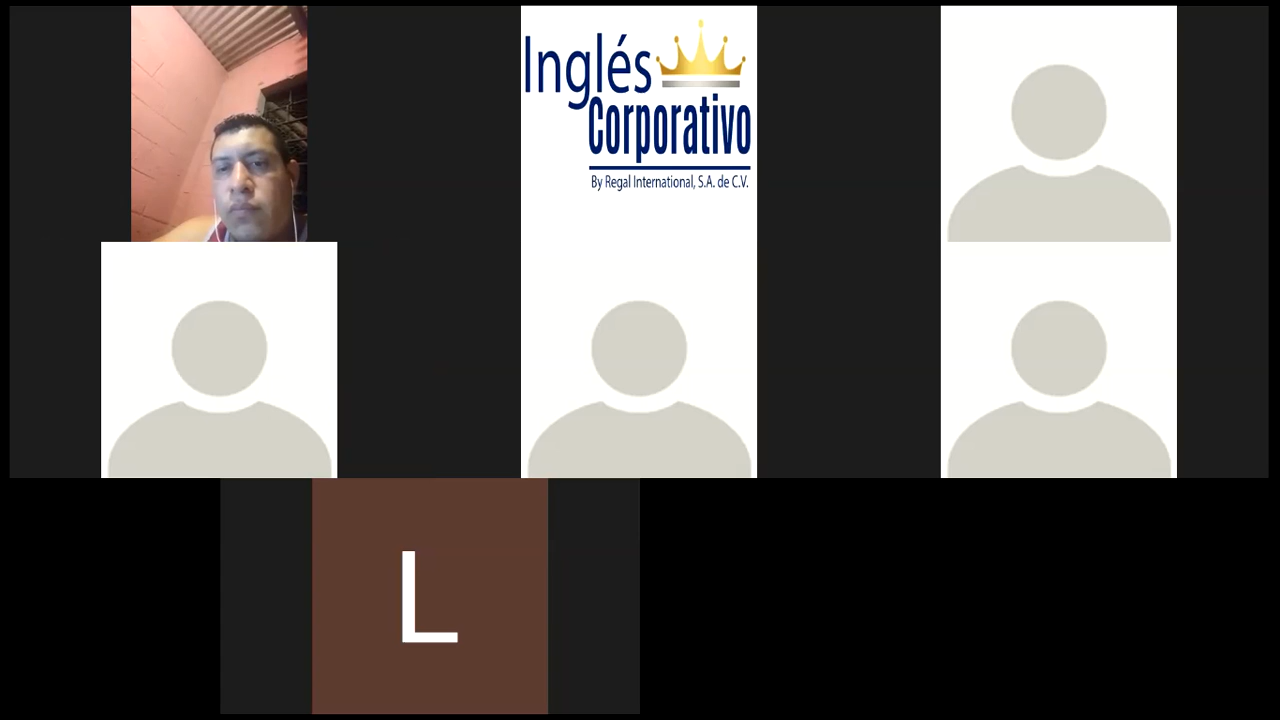 Inglés
Corporativo
By Regal International, S.A. de C.V.
L